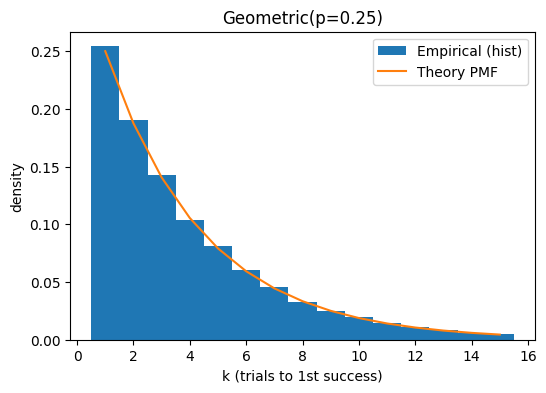 Geometric(p=0.25)
Empirical (hist)
Theory PMF
density
0.25
0.20
0.15
0.10
0.05
0.00
0 2 4 6 8 10 12 14 16
k (trials to 1st success)